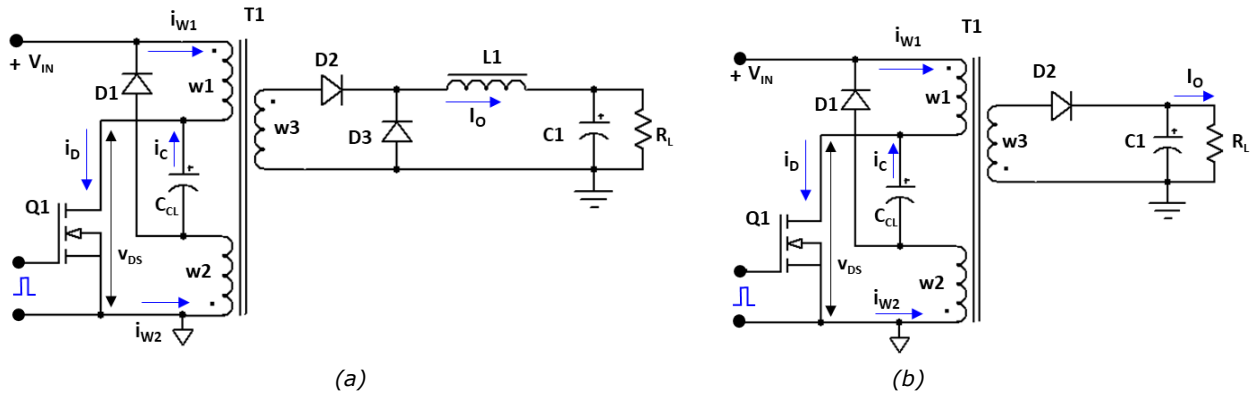 i_W1
T1
+ V_IN
D1
w1
D2
L1
I_O
w3
D3
C1
R_L
i_D
i_C
Q1
C_CL
v_DS
w2
i_W2
(a)
i_W1
T1
+ V_IN
D1
w1
D2
I_O
w3
C1
R_L
i_D
i_C
Q1
C_CL
v_DS
w2
i_W2
(b)